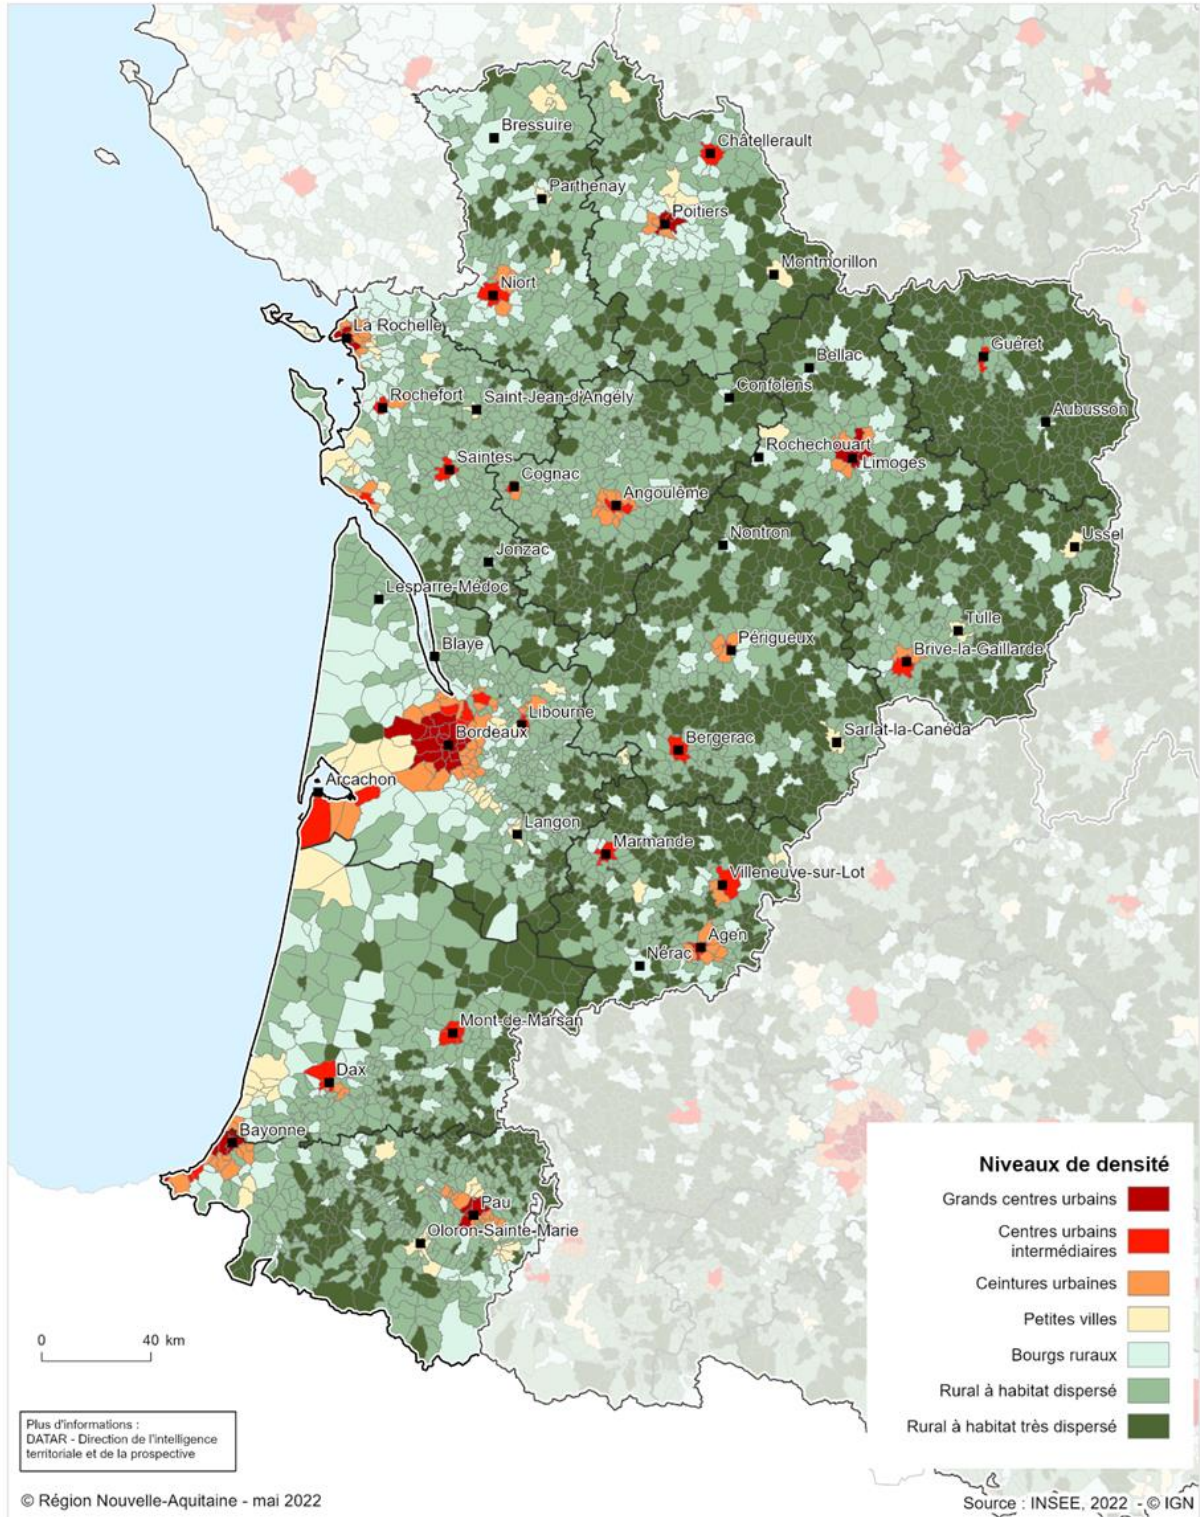 Bressuire
Châtellerault
Parthenay
Poitiers
Montmorillon
Niort
La Rochelle
Guéret
Bellac
Confolens
Rochefort
Saint-Jean-d'Angély
Aubusson
Rochechouart
Saintes
Limoges
Cognac
Angoulême
Nontron
Ussel
Jonzac
Lesparre-Médoc
Tulle
Périgueux
Blaye
Brive-la-Gaillarde
Libourne
Bordeaux
Sarlat-la-Canéda
Bergerac
Arcachon
Langon
Marmande
Villeneuve-sur-Lot
Agen
Nérac
Mont-de-Marsan
Dax
Bayonne
Pau
Oloron-Sainte-Marie
Niveaux de densité
Grands centres urbains
Centres urbains
intermédiaires
Ceintures urbaines
Petites villes
Bourgs ruraux
Rural à habitat dispersé
Rural à habitat très dispersé
0 40 km
Plus d'informations :
DATAR - Direction de l'intelligence
territoriale et de la prospective
© Région Nouvelle-Aquitaine - mai 2022
Source : INSEE, 2022 - © IGN